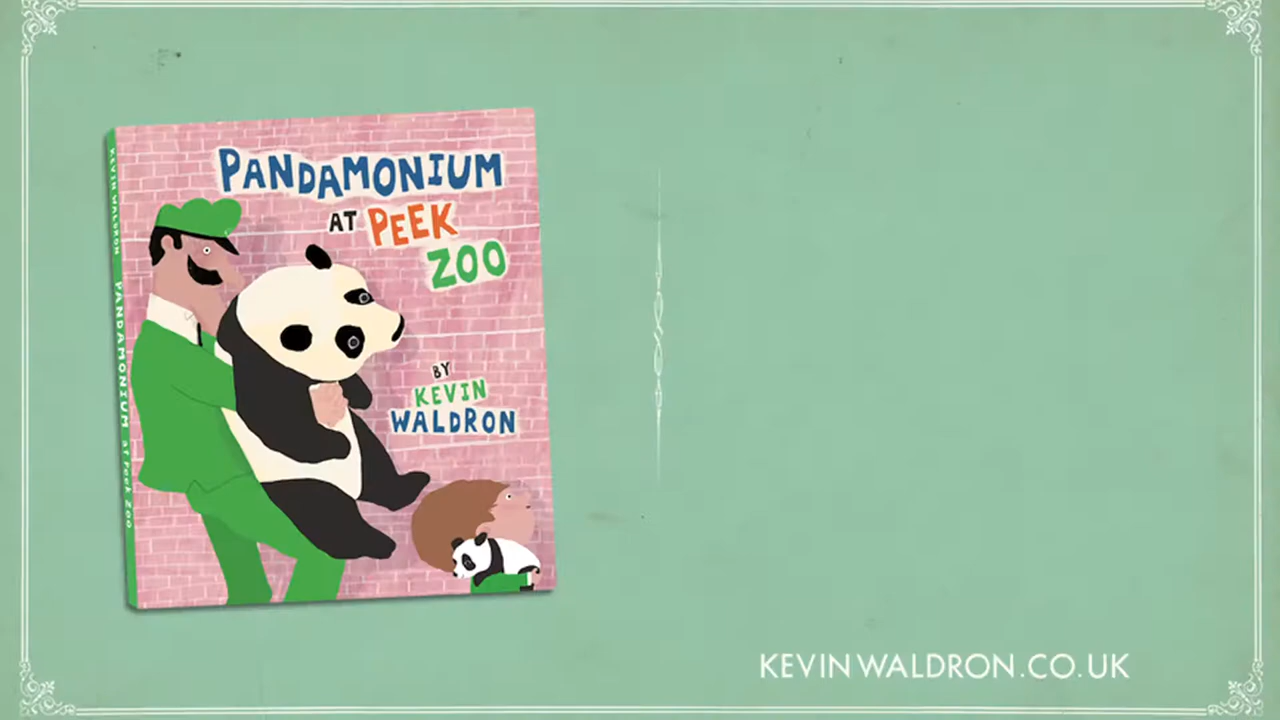 PANDAMONIUM
AT PEEK
ZOO
BY
KEVIN
WALDRON
KEVIN WALDRON PANDAMONIUM at Peek Zoo
KEVINWALDRON.CO.UK